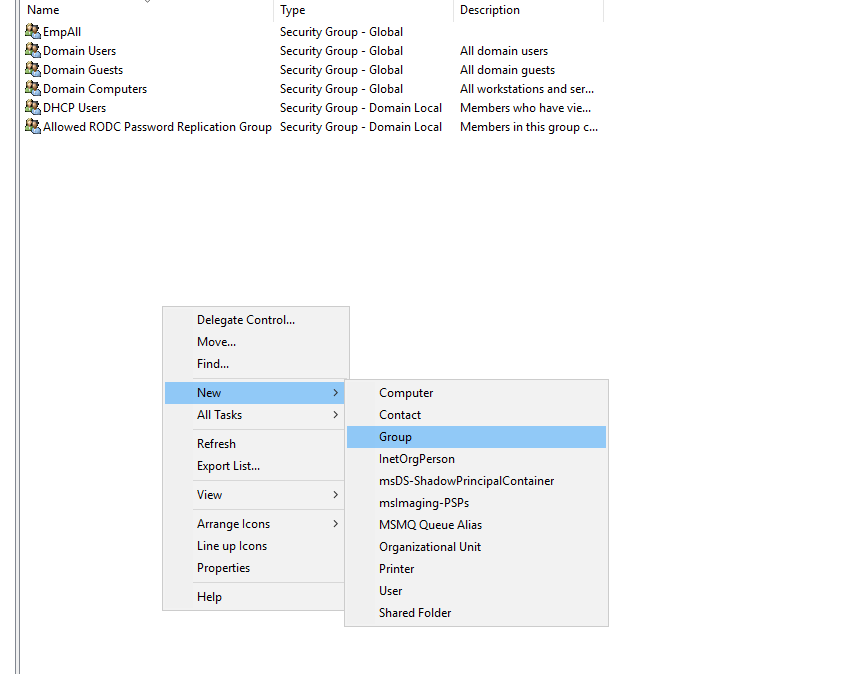 Name Type Description
EmpAll Security Group - Global
Domain Users Security Group - Global All domain users
Domain Guests Security Group - Global All domain guests
Domain Computers Security Group - Global All workstations and ser...
DHCP Users Security Group - Domain Local Members who have vie...
Allowed RODC Password Replication Group Security Group - Domain Local Members in this group c...
Delegate Control...
Move...
Find...
New
All Tasks
Refresh
Export List...
View
Arrange Icons
Line up Icons
Properties
Help
Computer
Contact
Group
InetOrgPerson
msDS-ShadowPrincipalContainer
msImaging-PSPs
MSMQ Queue Alias
Organizational Unit
Printer
User
Shared Folder